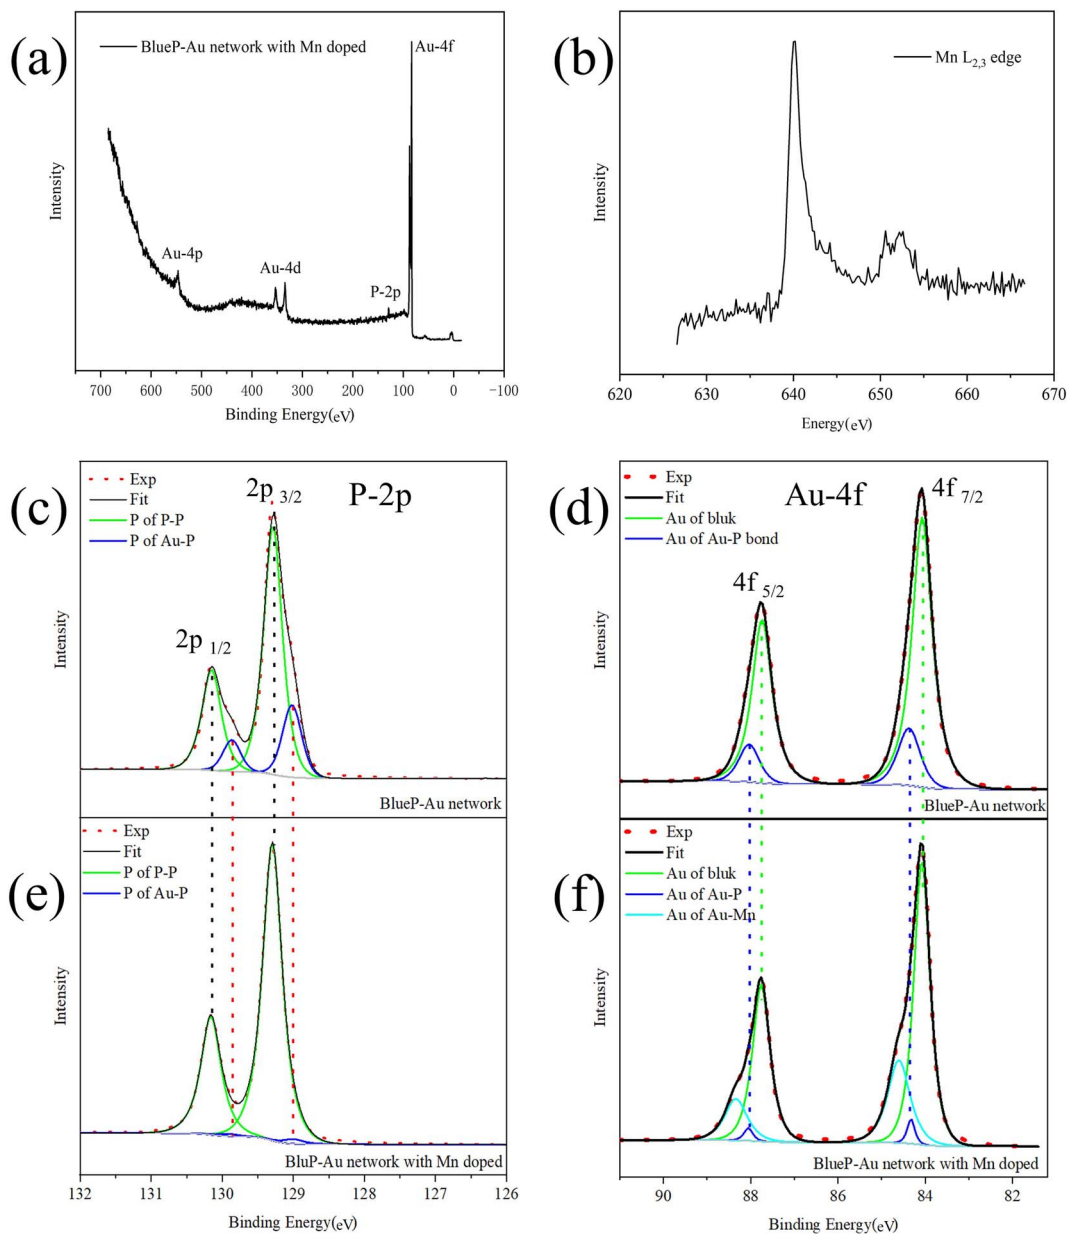 (a)
BlueP-Au network with Mn doped
Au-4f
Au-4p
Au-4d
P-2p
Intensity
700 600 500 400 300 200 100 0 -100
Binding Energy(eV)
(b)
Mn L2,3 edge
Intensity
620 630 640 650 660 670
Energy(eV)
(c)
Exp
Fit
P of P-P
P of Au-P
2p 3/2
P-2p
2p 1/2
Intensity
BlueP-Au network
(d)
Exp
Fit
Au of bluk
Au of Au-P bond
Au-4f
4f 7/2
4f 5/2
Intensity
BlueP-Au network
(e)
Exp
Fit
P of P-P
P of Au-P
Intensity
BluP-Au network with Mn doped
132 131 130 129 128 127 126
Binding Energy(eV)
(f)
Exp
Fit
Au of bluk
Au of Au-P
Au of Au-Mn
Intensity
BlueP-Au network with Mn doped
90 88 86 84 82
Binding Energy(eV)